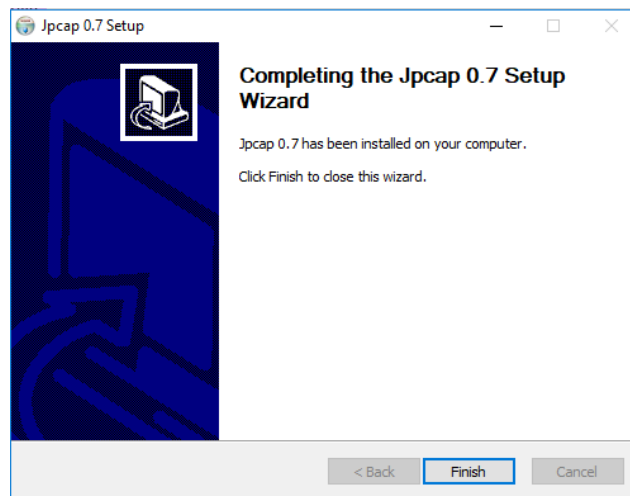 Jpcap 0.7 Setup
Completing the Jpcap 0.7 Setup
Wizard
Jpcap 0.7 has been installed on your computer.
Click Finish to close this wizard.
< Back
Finish
Cancel